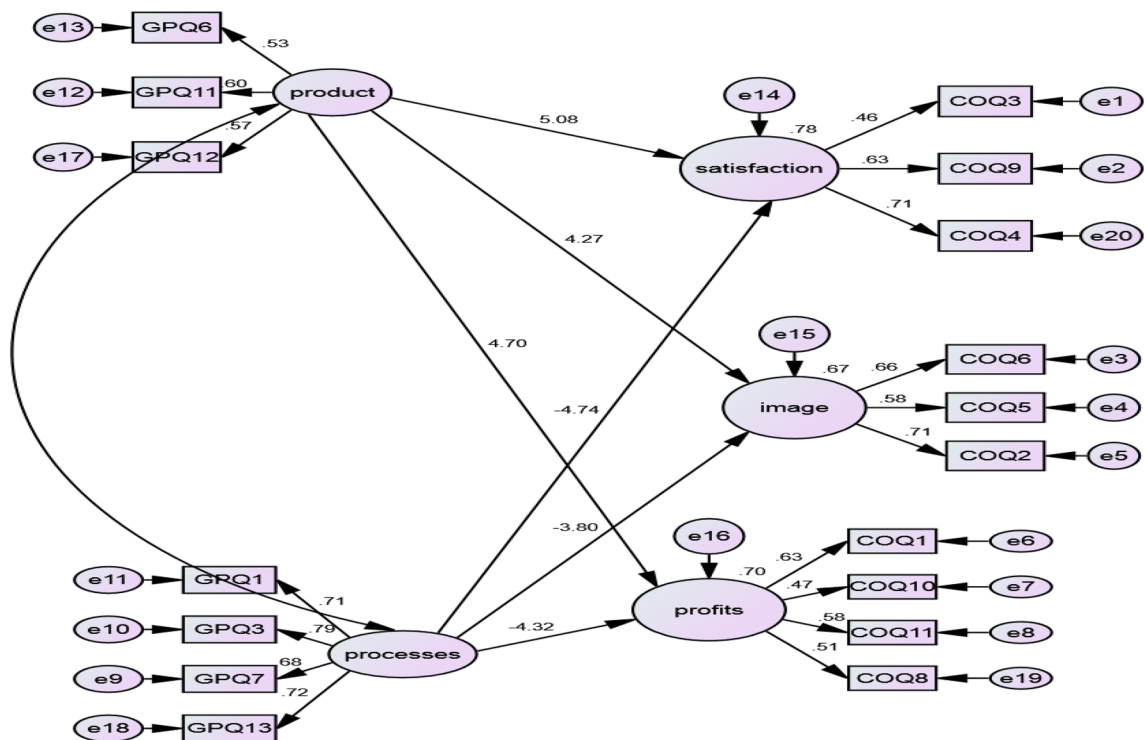 e13
GPQ6
.53
e12
GPQ11
.60
product
e17
GPQ12
.57
e14
.78
satisfaction
5.08
.46
COQ3
e1
.63
COQ9
e2
.71
COQ4
e20
4.27
4.70
-4.74
e15
.67
image
.66
COQ6
e3
.58
COQ5
e4
.71
COQ2
e5
-3.80
e16
.70
profits
-4.32
.63
COQ1
e6
.47
COQ10
e7
.58
COQ11
e8
.51
COQ8
e19
e11
GPQ1
.71
e10
GPQ3
.79
processes
e9
GPQ7
.68
e18
GPQ13
.72